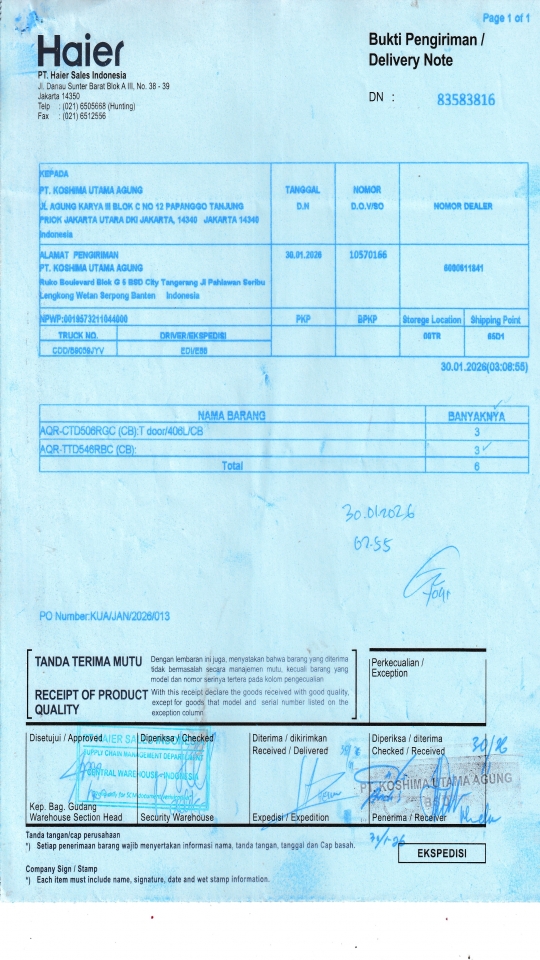 Page 1 of 1
Haier
Bukti Pengiriman /
Delivery Note
PT. Haier Sales Indonesia
Jl. Danau Sunter Barat Blok A III, No. 38 - 39
Jakarta 14350
Telp : (021) 6505668 (Hunting)
Fax : (021) 6512556
DN : 83583816
KEPADA
PT. KOSHIMA UTAMA AGUNG
JL AGUNG KARYA III BLOK C NO 12 PAPANGGO TANJUNG
PRIOK JAKARTA UTARA DKI JAKARTA, 14340 JAKARTA 14340
Indonesia
TANGGAL
D.N
NOMOR
D.O.V/SO
NOMOR DEALER
ALAMAT PENGIRIMAN
PT. KOSHIMA UTAMA AGUNG
Ruko Boulevard Blok G 5 BSD City Tangerang Jl Pahlawan Seribu
Lengkong Wetan Serpong Banten Indonesia
30.01.2026
10570166
NPWP:
PKP
BPKP
Storege Location
Shipping Point
TRUCK NO.
DRIVER/EKSPEDISI
30.01.2026(03:08:55)
NAMA BARANG
BANYAKNYA
AQR-CTD506RGC (CB):T door/406L/CB
3
AQR-TTD546RBC (CB):
3
Total
6
30.01.2026
07.55
PO Number:KUA/JAN/2026/013
TANDA TERIMA MUTU
Dengan lembaran ini juga, menyatakan bahwa barang yang diterima
tidak bermasalah secara manajemen mutu, kecuali barang yang
model dan nomor serinya tertera pada kolom pengecualian
RECEIPT OF PRODUCT
QUALITY
With this receipt declare the goods received with good quality,
except for goods that model and serial number listed on the
exception column
Perkecualian /
Exception
Disetujui / Approved
Diperiksa / Checked
Diterima / dikirimkan
Received / Delivered
Diperiksa / diterima
Checked / Received
SUPPLY CHAIN MANAGEMENT DEPARTMENT
CENTRAL WAREHOUSE - INDONESIA
PT. KOSHIMA UTAMA AGUNG
Kep. Bag. Gudang
Warehouse Section Head
Security Warehouse
Expedisi / Expedition
Penerima / Receiver
Tanda tangan/cap perusahaan
*) Setiap penerimaan barang wajib menyertakan informasi nama, tanda tangan, tanggal dan Cap basah.
EKSPEDISI
Company Sign / Stamp
*) Each item must include name, signature, date and wet stamp information.